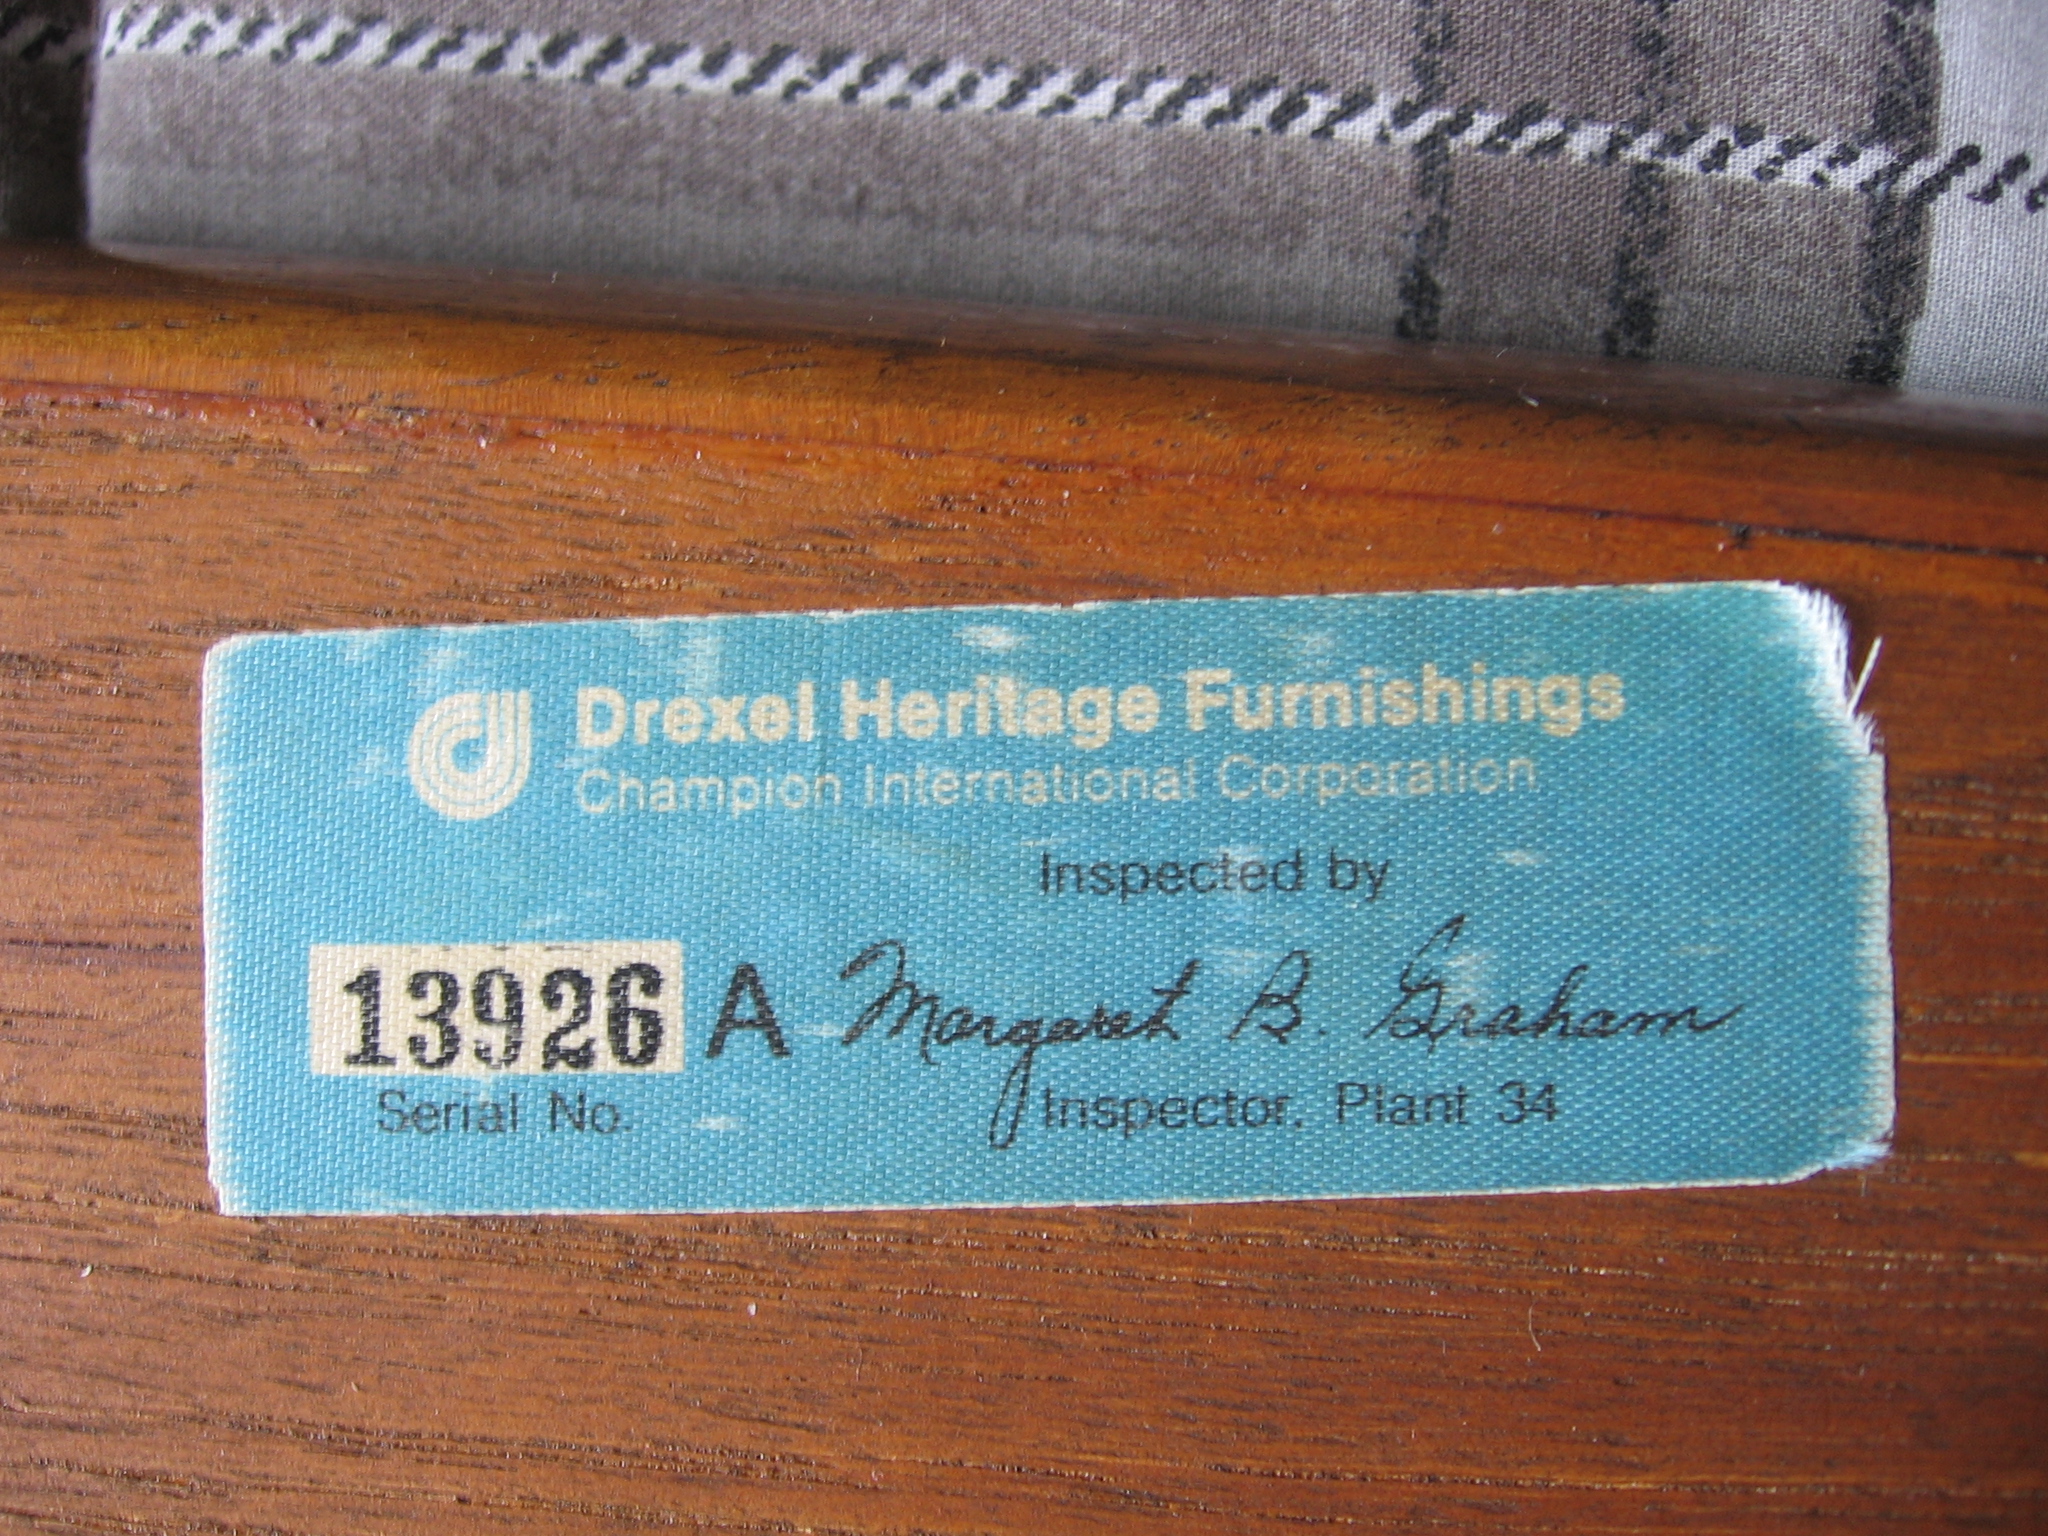 Drexel Heritage Furnishings
Champion International Corporation
Inspected by
13926 A Margaret B. Graham
Serial No. Inspector, Plant 34